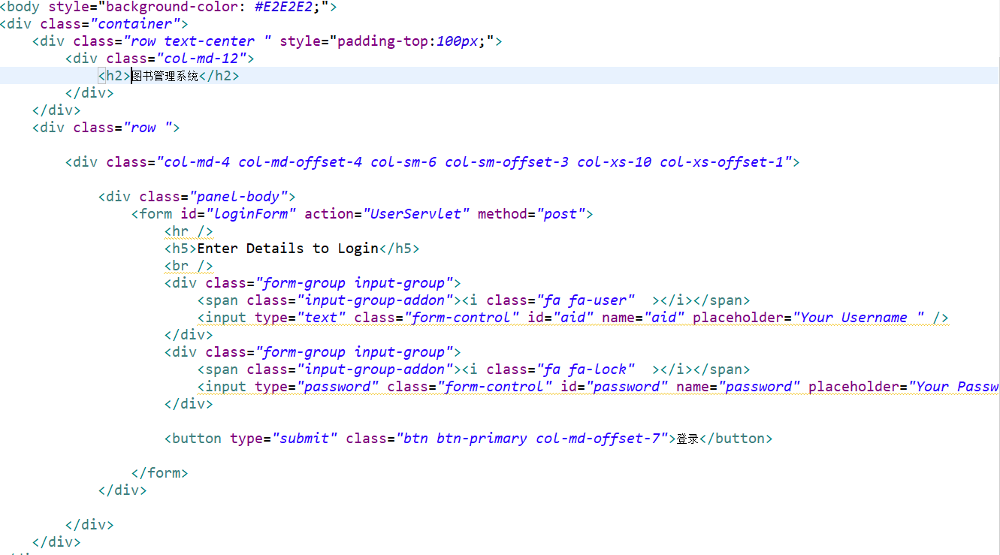 <body style="background-color: #E2E2E2;">
<div class="container">
<div class="row text-center " style="padding-top:100px;">
<div class="col-md-12">
<h2>图书管理系统</h2>
</div>
</div>
<div class="row ">
<div class="col-md-4 col-md-offset-4 col-sm-6 col-sm-offset-3 col-xs-10 col-xs-offset-1">
<div class="panel-body">
<form id="loginForm" action="UserServlet" method="post">
<hr />
<h5>Enter Details to Login</h5>
<br />
<div class="form-group input-group">
<span class="input-group-addon"><i class="fa fa-user"  ></i></span>
<input type="text" class="form-control" id="aid" name="aid" placeholder="Your Username " />
</div>
<div class="form-group input-group">
<span class="input-group-addon"><i class="fa fa-lock"  ></i></span>
<input type="password" class="form-control" id="password" name="password" placeholder="Your Passw
</div>
<button type="submit" class="btn btn-primary col-md-offset-7">登录</button>
</form>
</div>
</div>
</div>